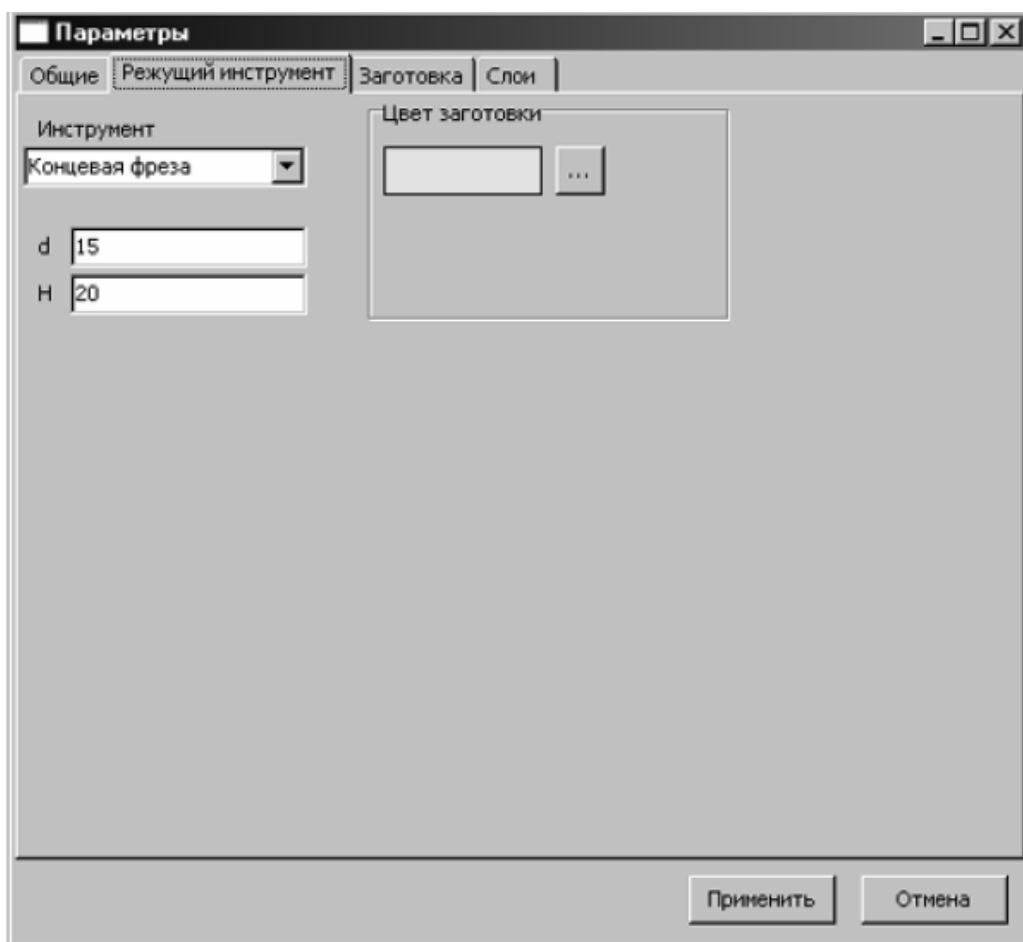 Параметры
Общие Режущий инструмент Заготовка Слои
Инструмент
Концевая фреза
d 15
H 20
Цвет заготовки
...
Применить Отмена